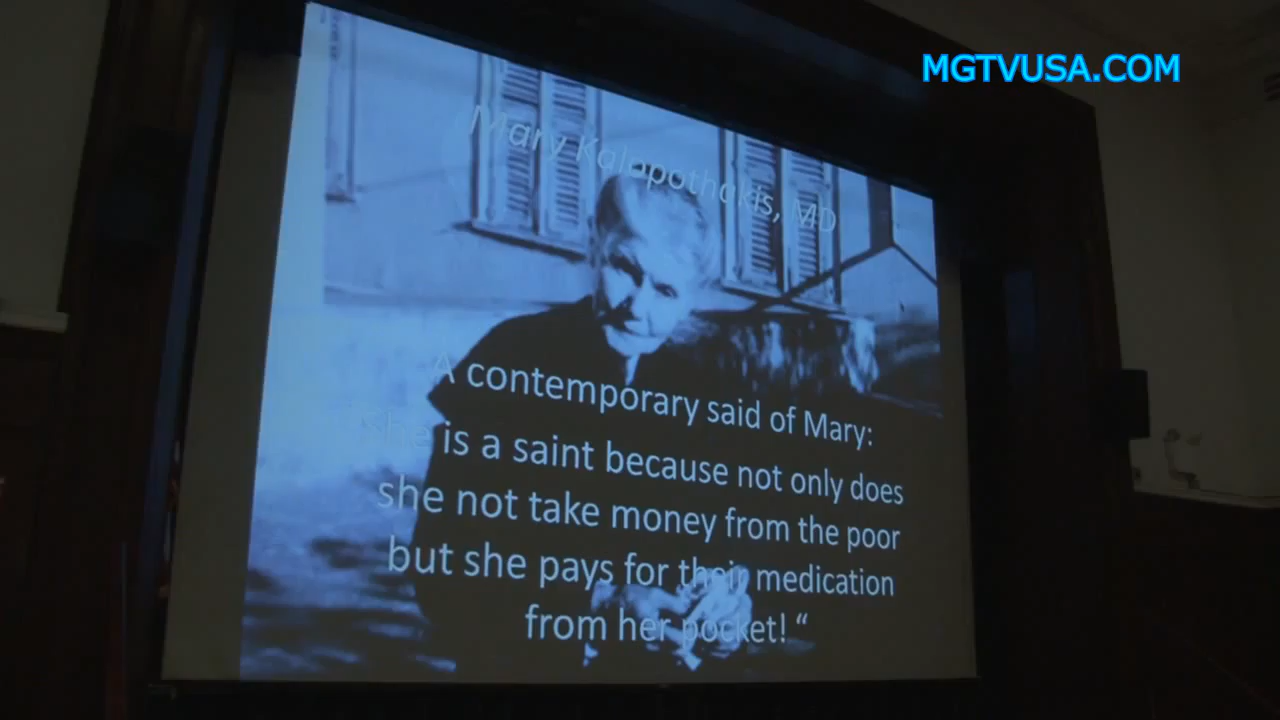 MGTVUSA.COM
Mary Kalopothakis, MD
A contemporary said of Mary:
"She is a saint because not only does
she not take money from the poor
but she pays for their medication
from her pocket! “